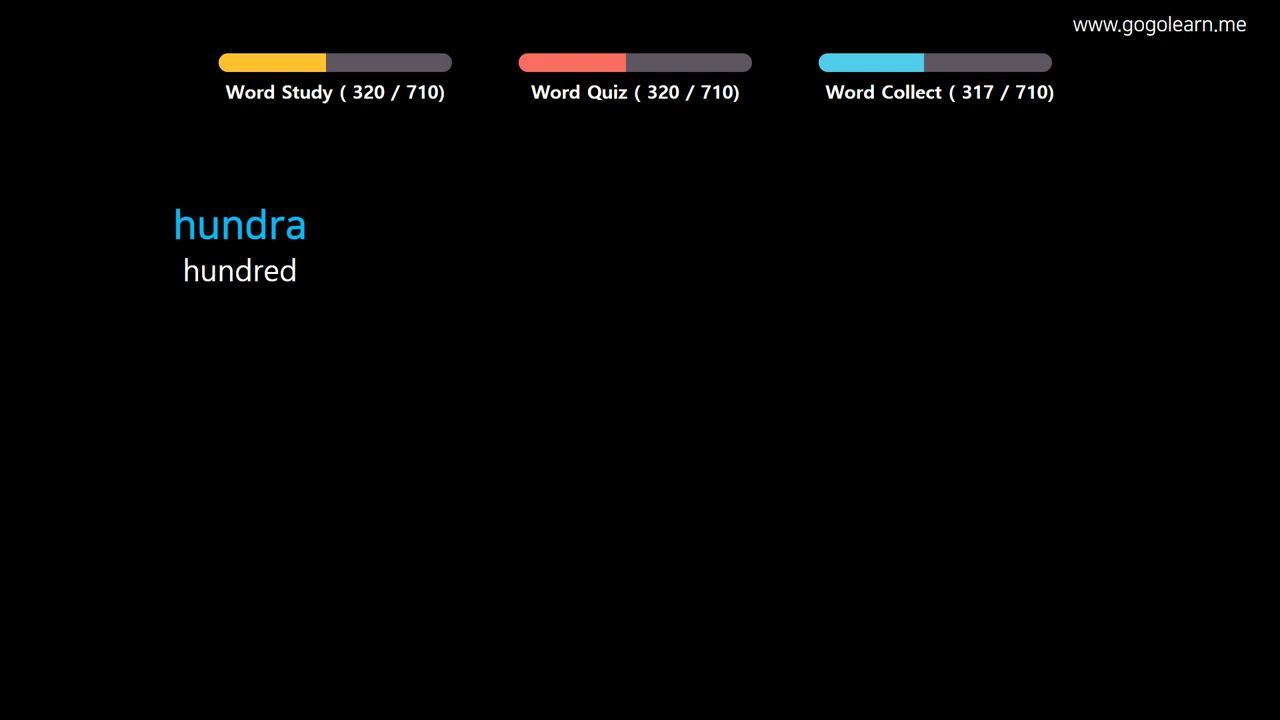 www.gogolearn.me
Word Study ( 320 / 710)
Word Quiz ( 320 / 710)
Word Collect ( 317 / 710)
hundra
hundred